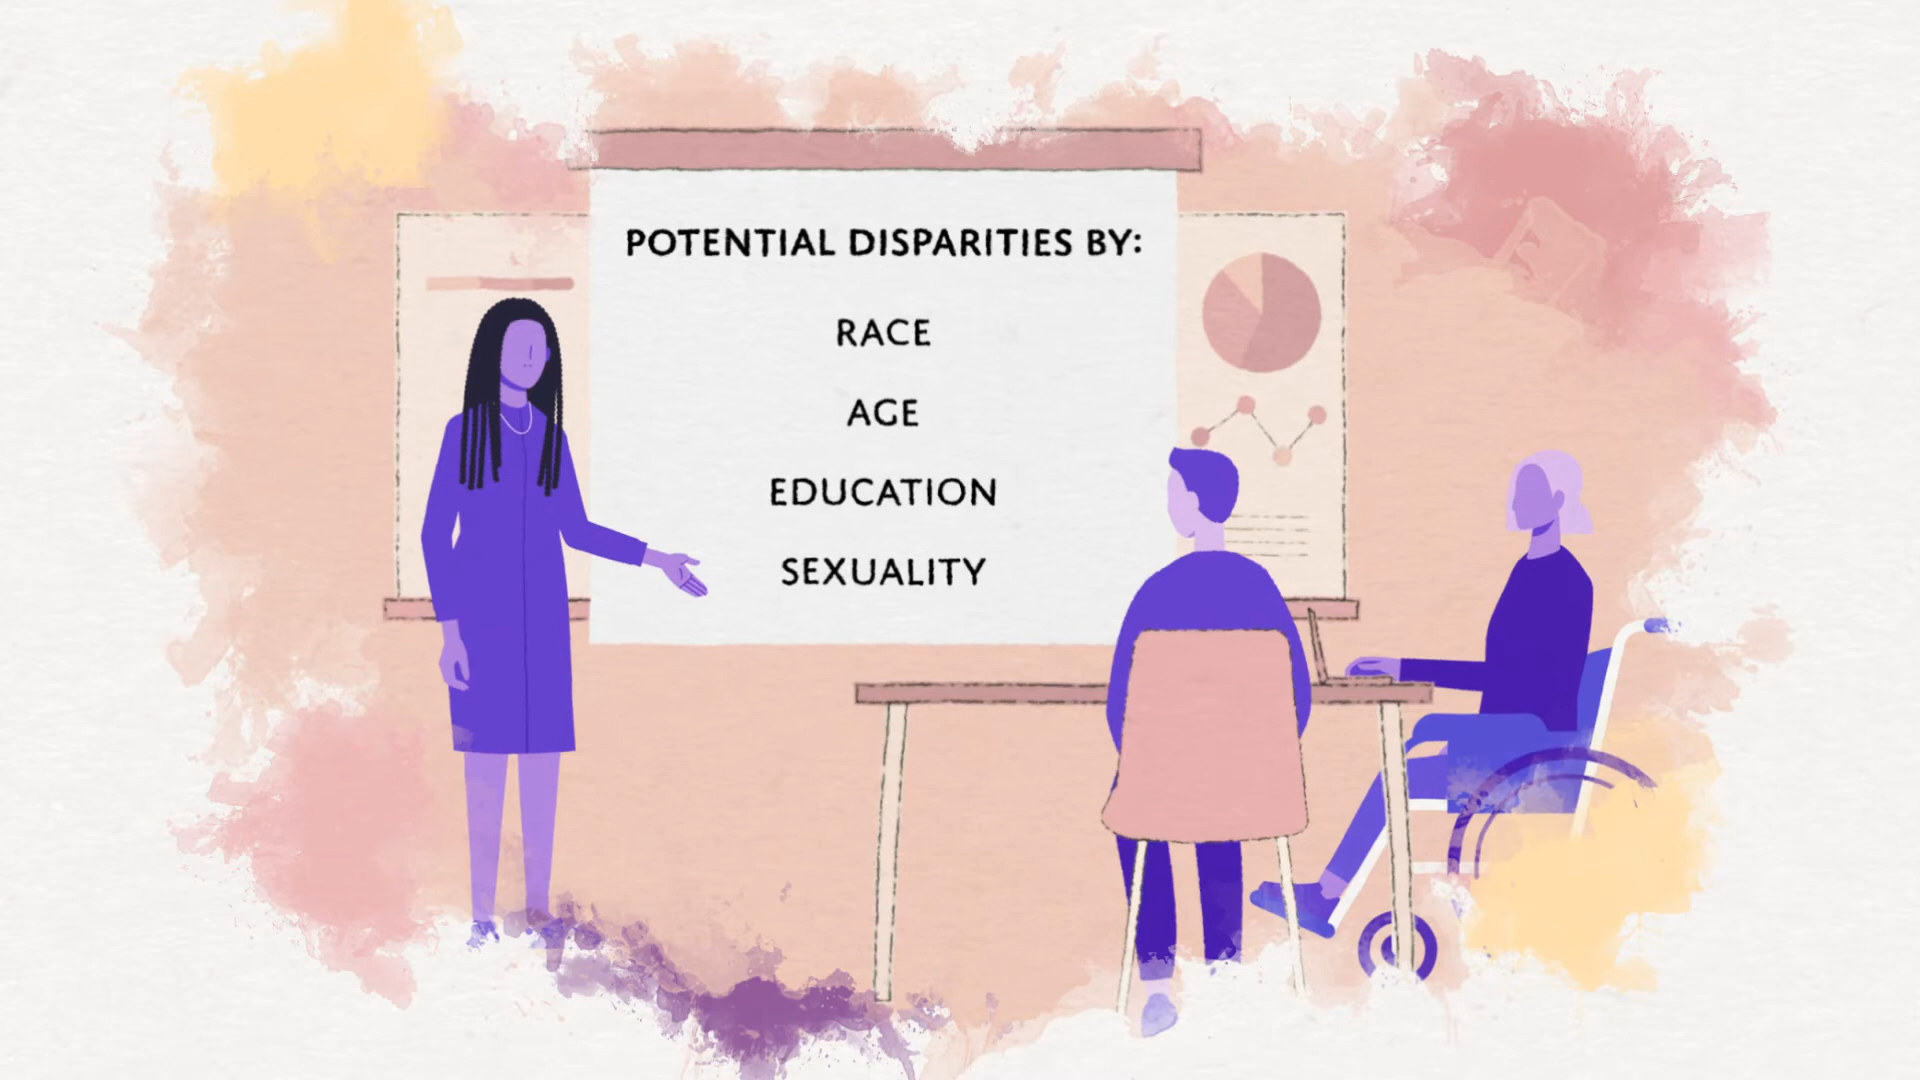 POTENTIAL DISPARITIES BY:
RACE
AGE
EDUCATION
SEXUALITY